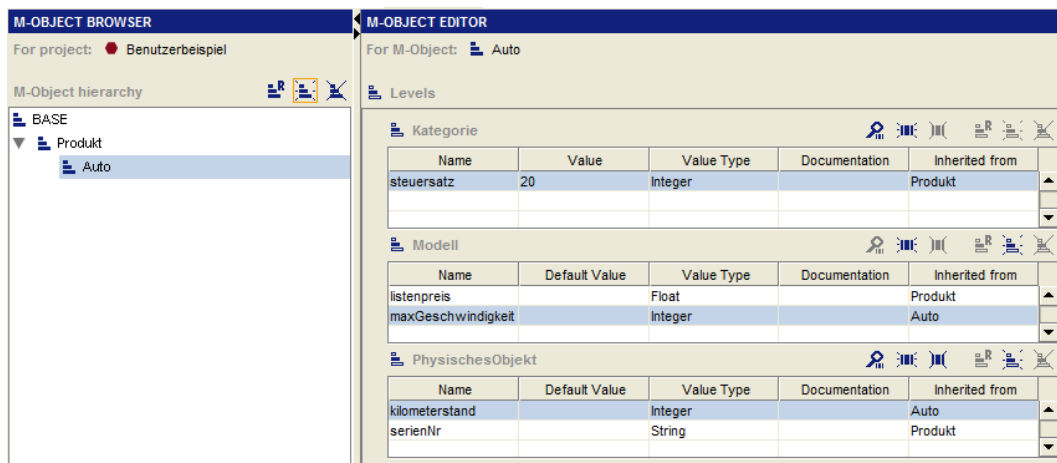 M-OBJECT BROWSER
For project: Benutzerbeispiel
M-Object hierarchy
R
BASE
Produkt
Auto
M-OBJECT EDITOR
For M-Object: Auto
Levels
Kategorie
R
Name Value Value Type Documentation Inherited from
steuersatz 20 Integer Produkt
Modell
R
Name Default Value Value Type Documentation Inherited from
listenpreis Float Produkt
maxGeschwindigkeit Integer Auto
PhysischesObjekt
R
Name Default Value Value Type Documentation Inherited from
kilometerstand Integer Auto
serienNr String Produkt